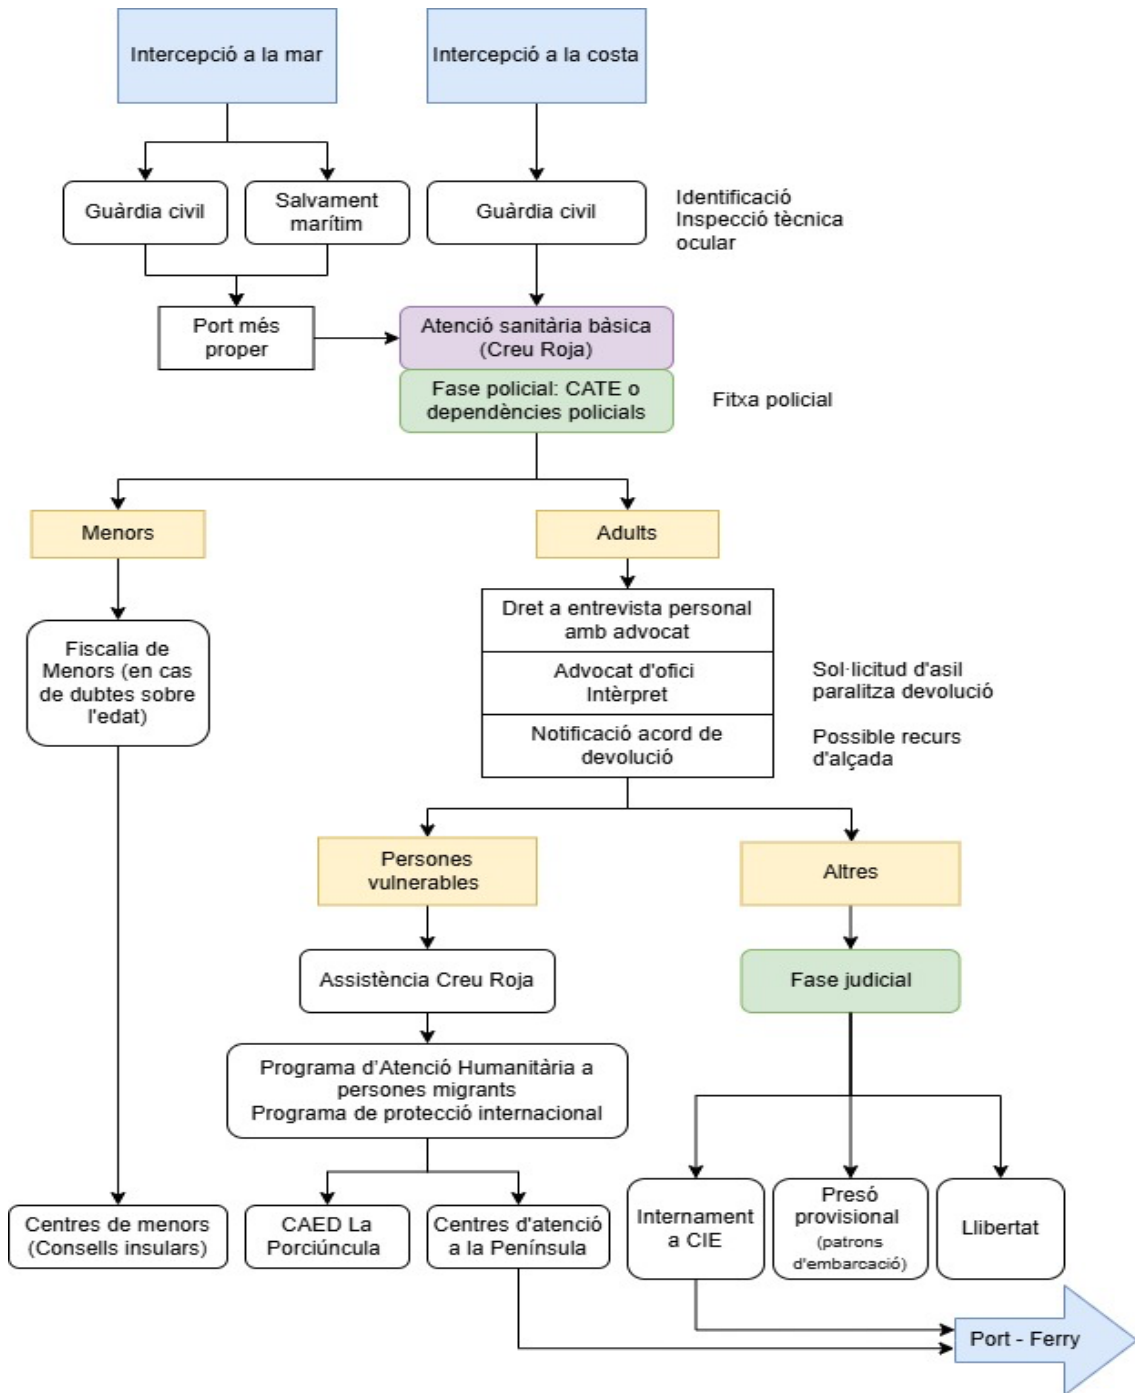 Intercepció a la mar
Intercepció a la costa
Guàrdia civil
Salvament
marítim
Guàrdia civil
Identificació
Inspecció tècnica
ocular
Port més
proper
Atenció sanitària bàsica
(Creu Roja)
Fase policial: CATE o
dependències policials
Fitxa policial
Menors
Adults
Fiscalia de
Menors (en cas
de dubtes sobre
l'edat)
Dret a entrevista personal
amb advocat
Advocat d'ofici
Intèrpret
Sol·licitud d'asil
paralitza devolució
Notificació acord de
devolució
Possible recurs
d'alçada
Persones
vulnerables
Altres
Assistència Creu Roja
Fase judicial
Programa d'Atenció Humanitària a
persones migrants
Programa de protecció internacional
Centres de menors
(Consells insulars)
CAED La
Porciúncula
Centres d'atenció
a la Península
Internament
a CIE
Presó
provisional
(patrons
d'embarcació)
Llibertat
Port - Ferry